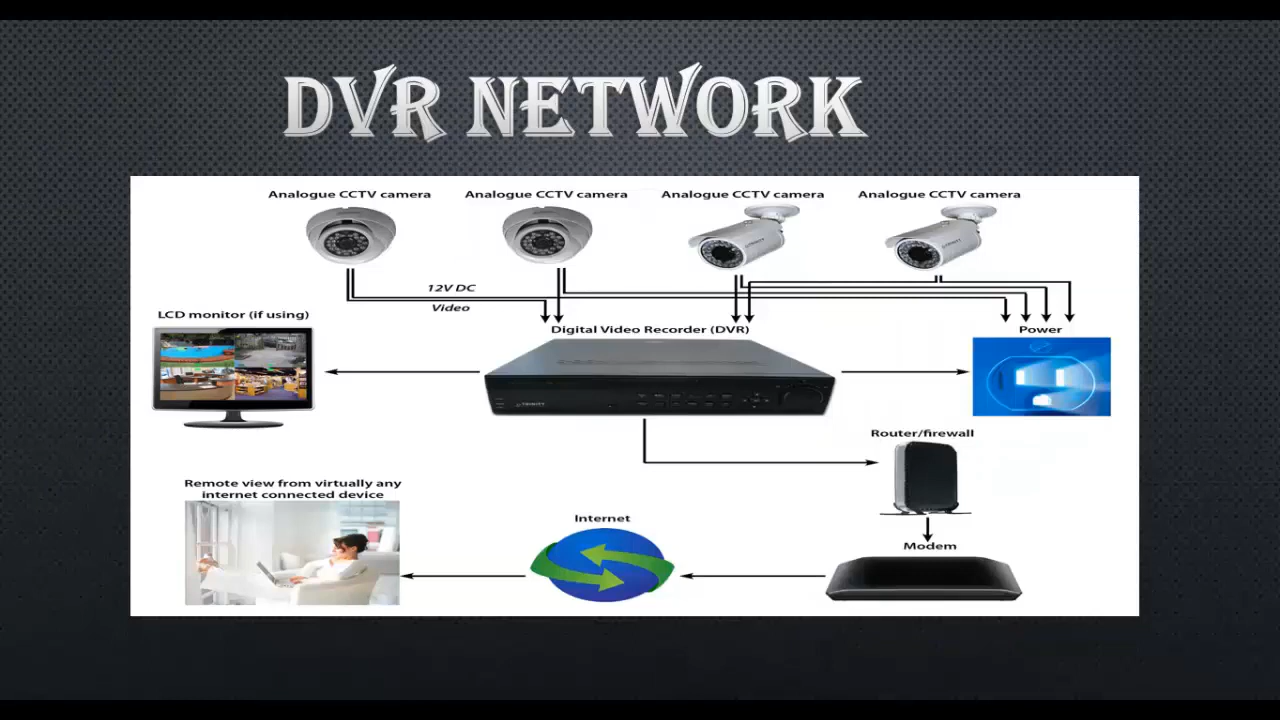 DVR NETWORK
Analogue CCTV camera
Analogue CCTV camera
Analogue CCTV camera
Analogue CCTV camera
12V DC
Video
LCD monitor (if using)
Digital Video Recorder (DVR)
Power
TRINITY
Router/firewall
Remote view from virtually any
internet connected device
Internet
Modem